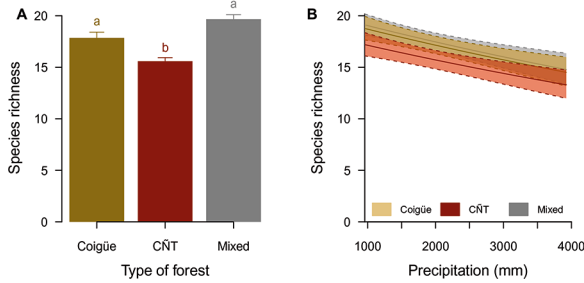 A
Species richness
20
15
10
5
0
a
b
a
Coigüe CÑT Mixed
Type of forest
B
Species richness
20
15
10
5
0
Coigüe CÑT Mixed
1000 2000 3000 4000
Precipitation (mm)